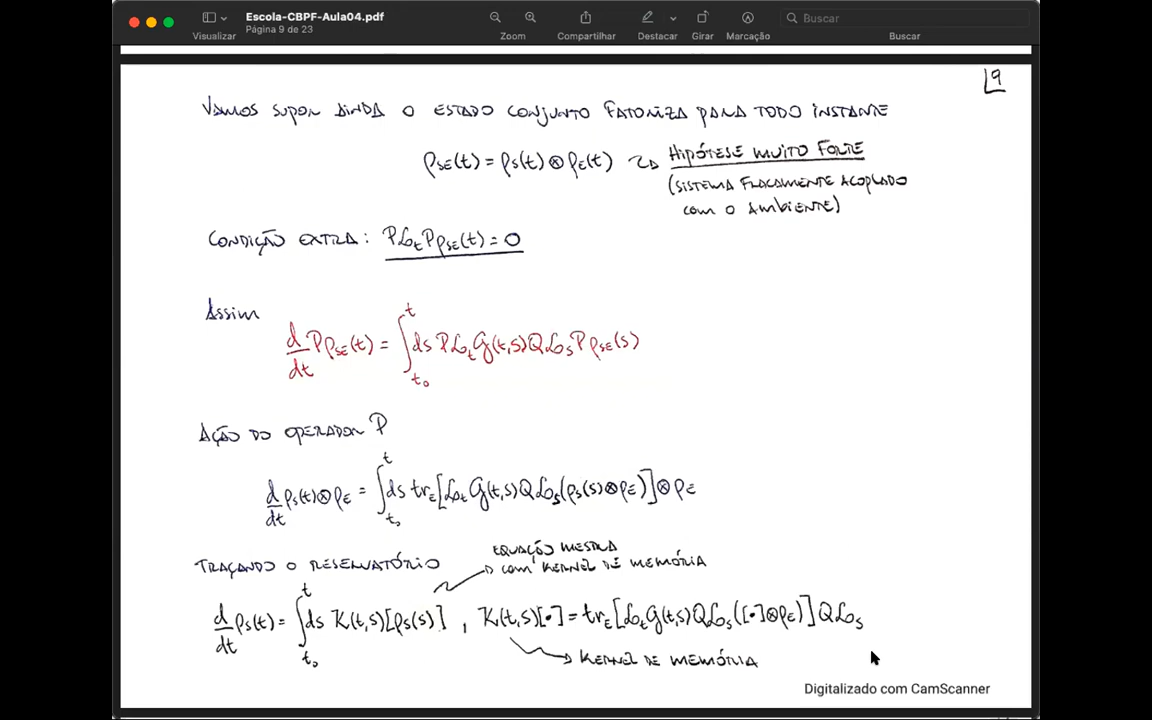 Escola-CBPF-Aula04.pdf
Página 9 de 23
Visualizar
Zoom
Compartilhar
Destacar
Girar
Marcação
Buscar
Buscar
9
VAMOS SUPOR AINDA O ESTADO CONJUNTO FATORIZA PARA TODO INSTANTE
ρSE(t) = ρS(t) ⊗ ρE(t) ⇝ HIPÓTESE MUITO FORTE
(SISTEMA FRACAMENTE ACOPLADO
COM O AMBIENTE)
CONDIÇÃO EXTRA: PℒtPρSE(t) = 0
ASSIM
d/dt PρSE(t) = ∫_{t₀}^{t} ds Pℒt G(t,s)Qℒs PρSE(s)
AÇÃO DO OPERADOR P
d/dt ρS(t)⊗ρE = ∫_{t₀}^{t} ds trE[ℒt G(t,s)Qℒs(ρS(s)⊗ρE)]⊗ρE
TRAÇANDO O RESERVATÓRIO
EQUAÇÃO MESTRA
COM KERNEL DE MEMÓRIA
d/dt ρS(t) = ∫_{t₀}^{t} ds K(t,s)[ρS(s)] , K(t,s)[•] = trE[ℒt G(t,s)Qℒs([•]⊗ρE)]Qℒs
KERNEL DE MEMÓRIA
Digitalizado com CamScanner